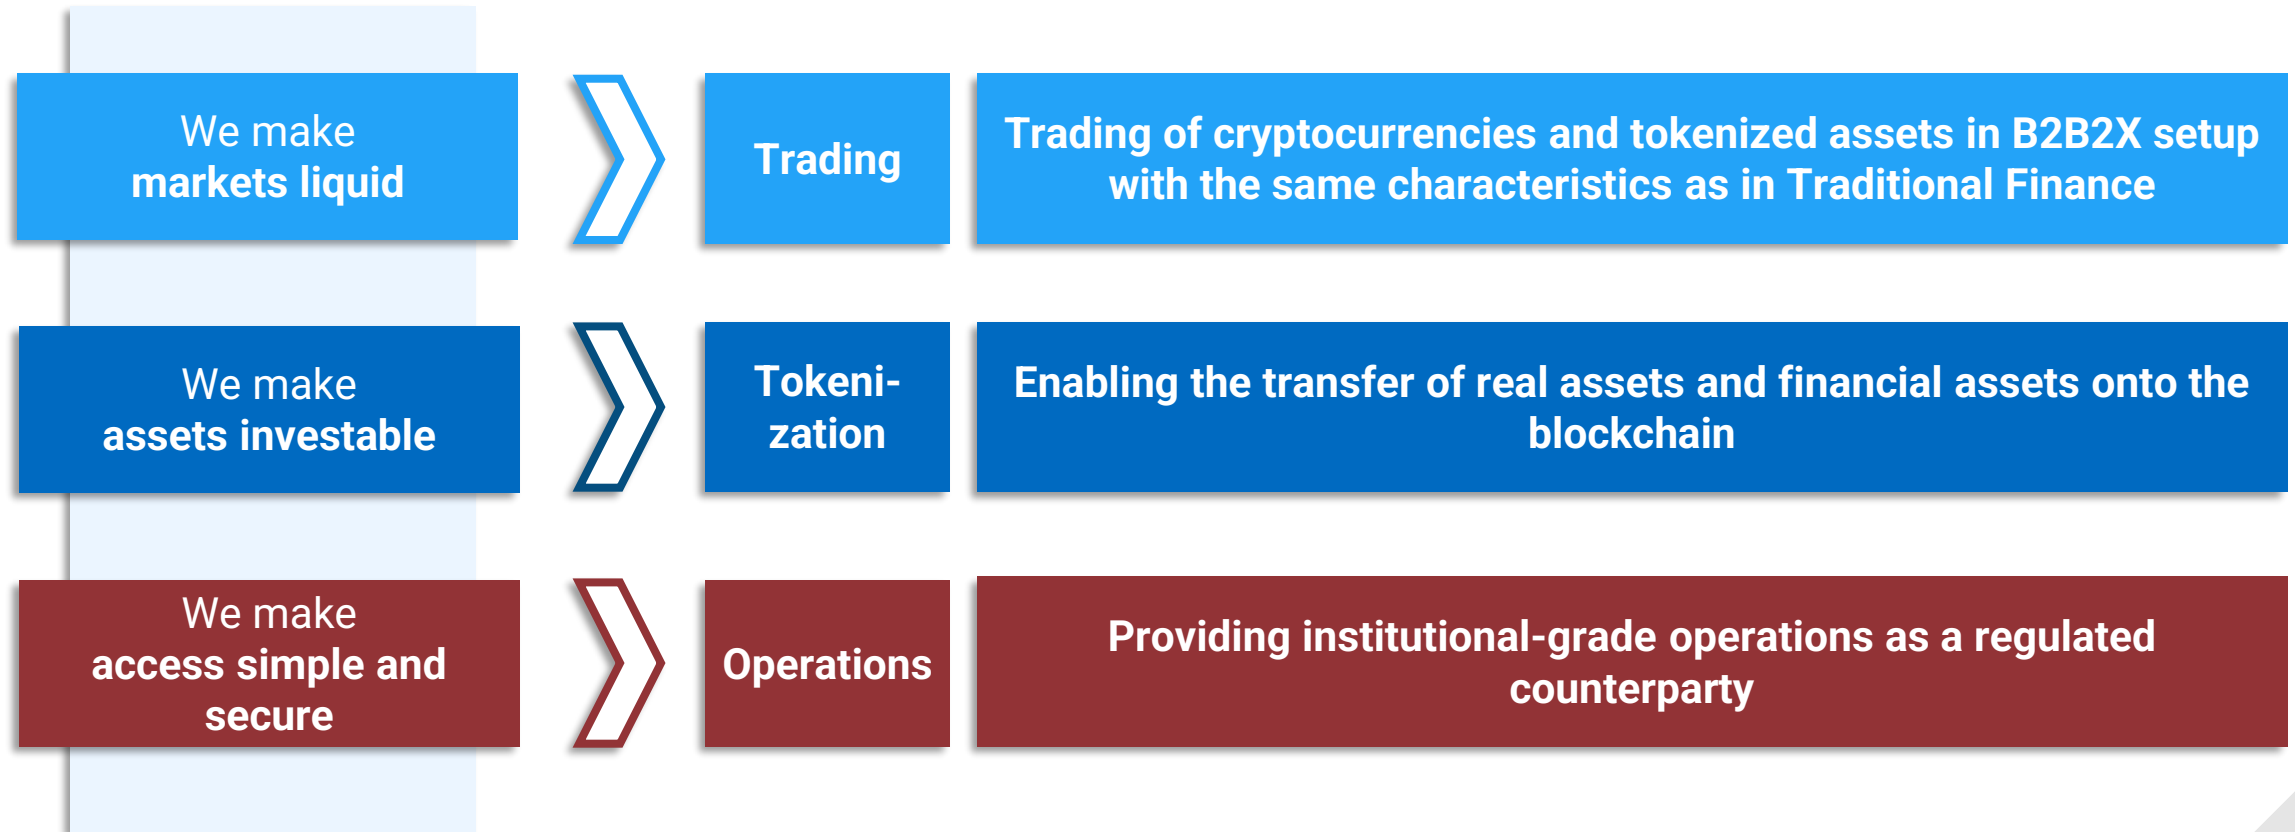 We make
markets liquid
Trading
Trading of cryptocurrencies and tokenized assets in B2B2X setup
with the same characteristics as in Traditional Finance
We make
assets investable
Tokeni-
zation
Enabling the transfer of real assets and financial assets onto the
blockchain
We make
access simple and
secure
Operations
Providing institutional-grade operations as a regulated
counterparty